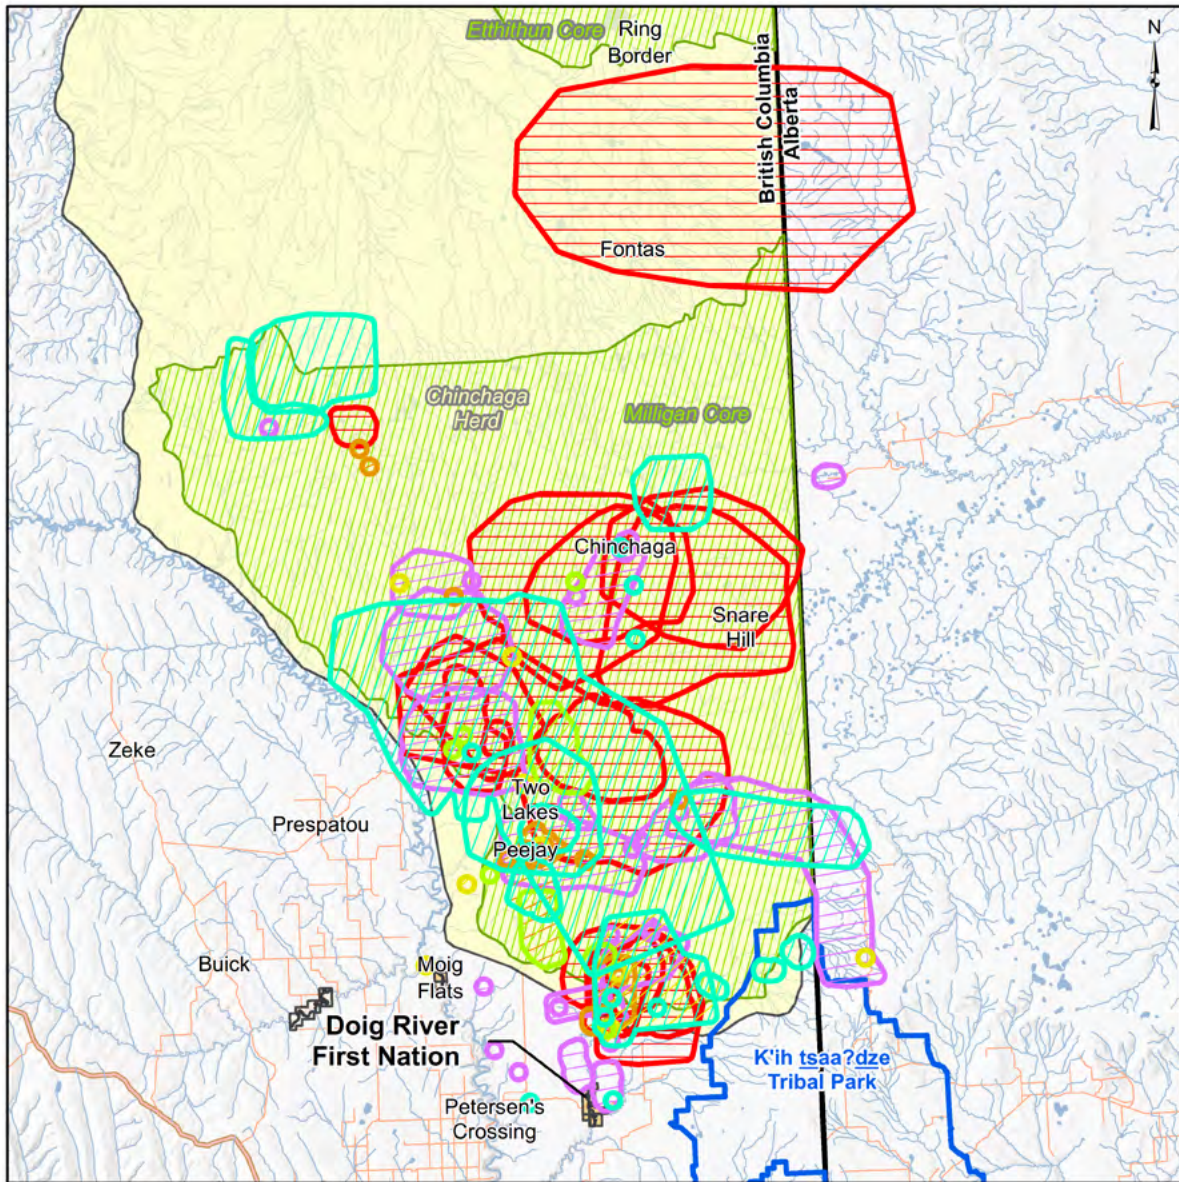 Etthithun Core
Ring
Border
N
British Columbia
Alberta
Fontas
Chinchaga
Herd
Milligan Core
Chinchaga
Snare
Hill
Zeke
Two
Lakes
Prespatou
Peejay
Buick
Moig
Flats
Doig River
First Nation
K'ih tsaa?dze
Tribal Park
Petersen's
Crossing